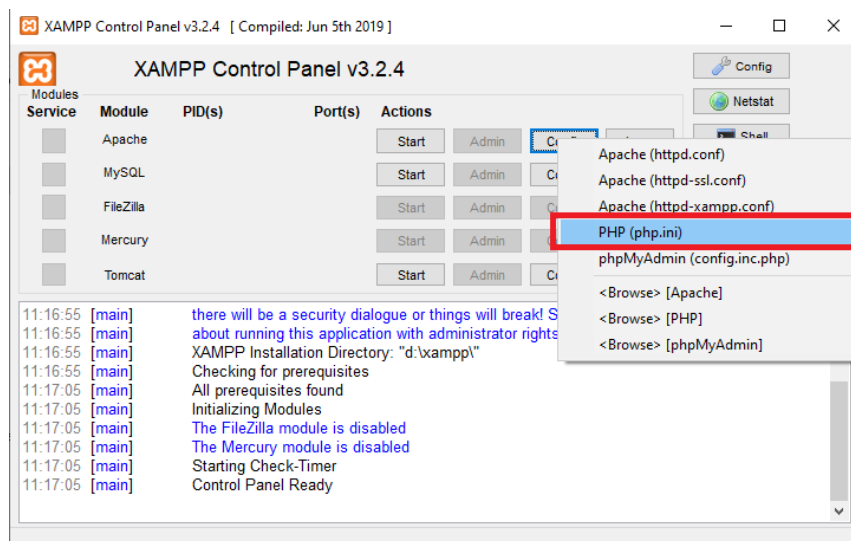 XAMPP Control Panel v3.2.4 [ Compiled: Jun 5th 2019 ]
XAMPP Control Panel v3.2.4
Config
Modules
Service Module PID(s) Port(s) Actions
Netstat
Shell
Apache Start Admin
MySQL Start Admin
FileZilla Start Admin
Mercury Start Admin
Tomcat Start Admin
Apache (httpd.conf)
Apache (httpd-ssl.conf)
Apache (httpd-xampp.conf)
PHP (php.ini)
phpMyAdmin (config.inc.php)
<Browse> [Apache]
<Browse> [PHP]
<Browse> [phpMyAdmin]
11:16:55 [main] there will be a security dialogue or things will break! S
11:16:55 [main] about running this application with administrator rights
11:16:55 [main] XAMPP Installation Directory: "d:\xampp\"
11:16:55 [main] Checking for prerequisites
11:17:05 [main] All prerequisites found
11:17:05 [main] Initializing Modules
11:17:05 [main] The FileZilla module is disabled
11:17:05 [main] The Mercury module is disabled
11:17:05 [main] Starting Check-Timer
11:17:05 [main] Control Panel Ready